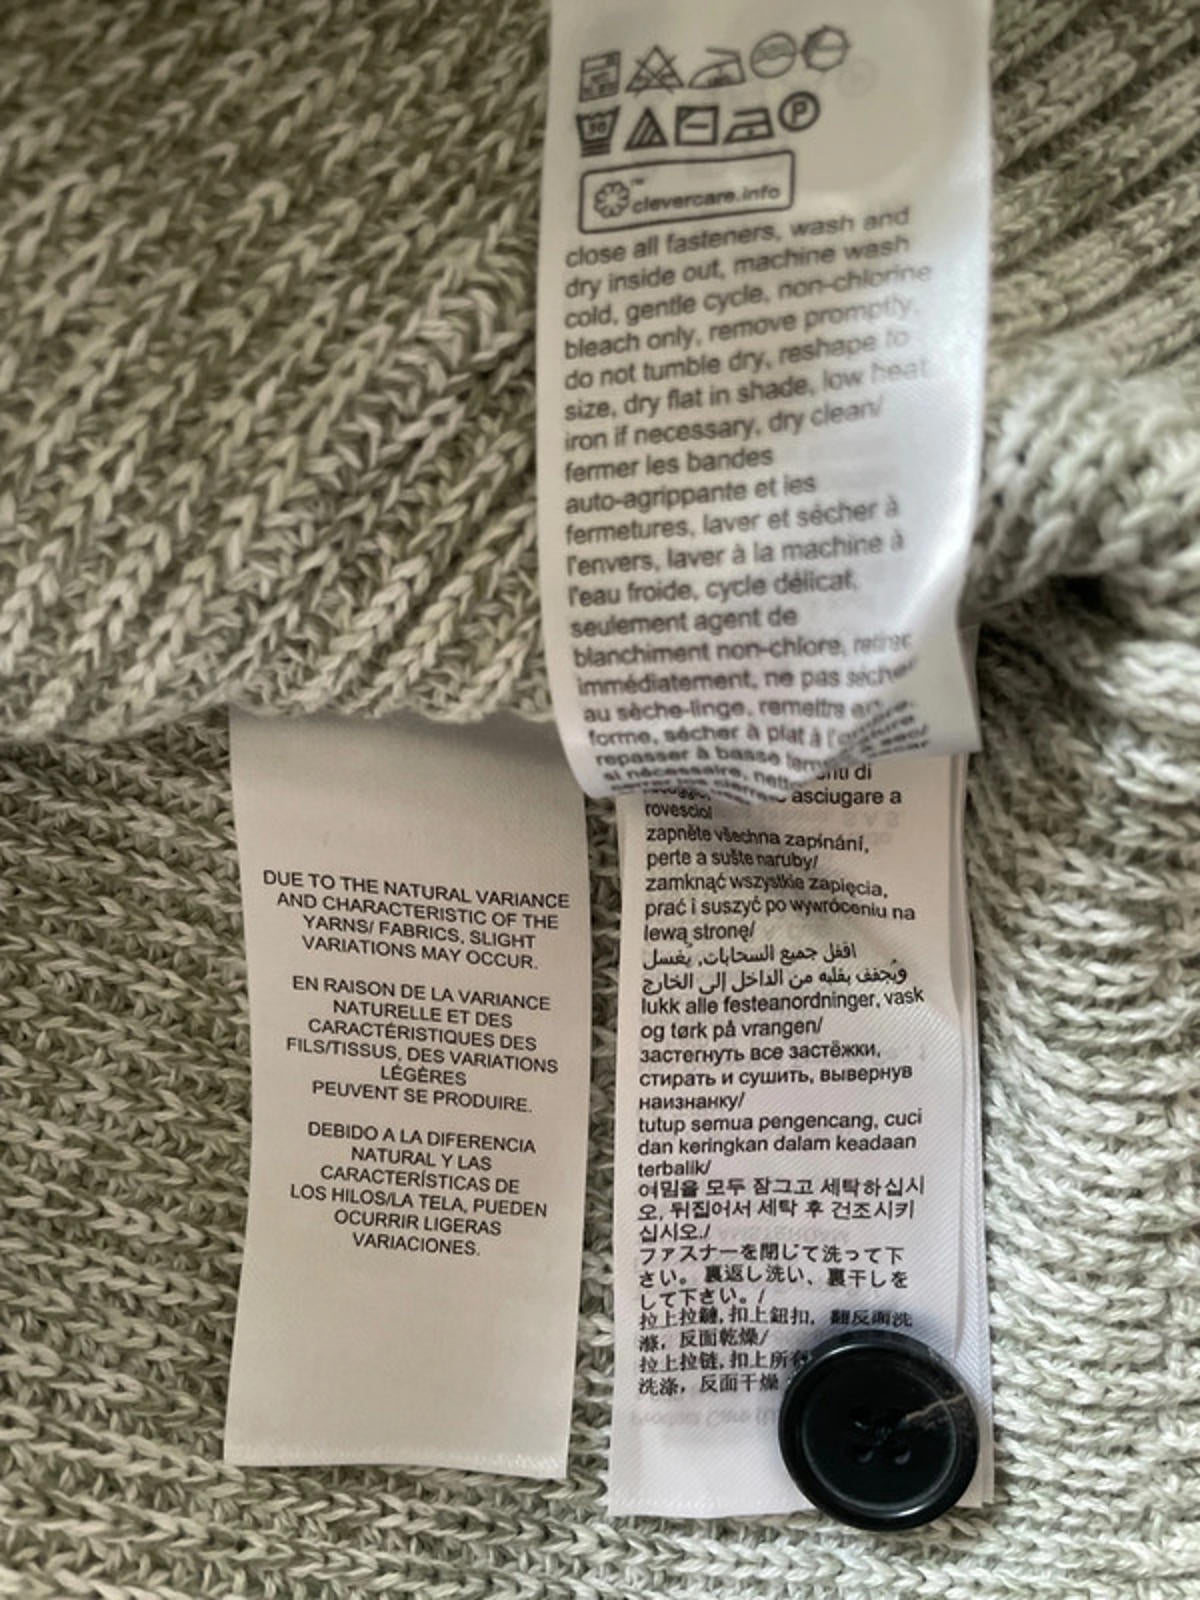 30
P
clevercare.info
close all fasteners, wash and
dry inside out, machine wash
cold, gentle cycle, non-chlorine
bleach only, remove promptly,
do not tumble dry, reshape to
size, dry flat in shade, low heat
iron if necessary, dry clean/
fermer les bandes
auto-agrippante et les
fermetures, laver et sécher à
l'envers, laver à la machine à
l'eau froide, cycle délicat,
seulement agent de
blanchiment non-chlore, retirer
immédiatement, ne pas sécher
au sèche-linge, remettre en
forme, sécher à plat à l'ombre,
repasser à basse à sec/
si nécessaire,
DUE TO THE NATURAL VARIANCE
AND CHARACTERISTIC OF THE
YARNS/ FABRICS, SLIGHT
VARIATIONS MAY OCCUR.
EN RAISON DE LA VARIANCE
NATURELLE ET DES
CARACTÉRISTIQUES DES
FILS/TISSUS, DES VARIATIONS
LÉGÈRES
PEUVENT SE PRODUIRE.
DEBIDO A LA DIFERENCIA
NATURAL Y LAS
CARACTERÍSTICAS DE
LOS HILOS/LA TELA, PUEDEN
OCURRIR LIGERAS
VARIACIONES.
di
asciugare a
rovescio/
zapněte všechna zapínání,
perte a sušte naruby/
zamknąć wszystkie zapięcia,
prać i suszyć po wywróceniu na
lewą stronę/
اقفل جميع السحابات, يُغسل
ويُجفف بقلبه من الداخل إلى الخارج
lukk alle festeanordninger, vask
og tørk på vrangen/
застегнуть все застёжки,
стирать и сушить, вывернув
наизнанку/
tutup semua pengencang, cuci
dan keringkan dalam keadaan
terbalik/
여밈을 모두 잠그고 세탁하십시
오, 뒤집어서 세탁 후 건조시키
십시오./
ファスナーを閉じて洗って下
さい。 裏返し洗い、裏干しを
して下さい。/
拉上拉鏈, 扣上鈕扣, 翻反面洗
滌, 反面乾燥/
拉上拉链, 扣上所有
洗涤, 反面干燥